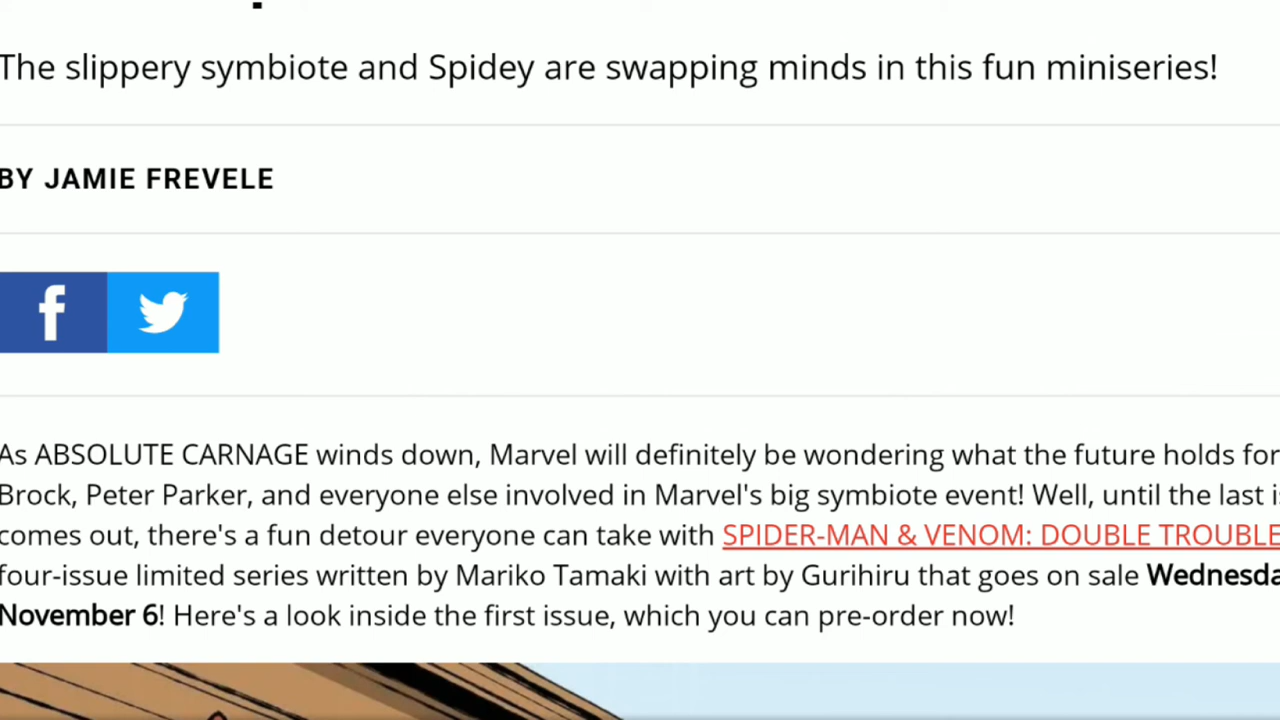 The slippery symbiote and Spidey are swapping minds in this fun miniseries!
BY JAMIE FREVELE
As ABSOLUTE CARNAGE winds down, Marvel will definitely be wondering what the future holds for
Brock, Peter Parker, and everyone else involved in Marvel's big symbiote event! Well, until the last
comes out, there's a fun detour everyone can take with SPIDER-MAN & VENOM: DOUBLE TROUBLE
four-issue limited series written by Mariko Tamaki with art by Gurihiru that goes on sale
November 6! Here's a look inside the first issue, which you can pre-order now!